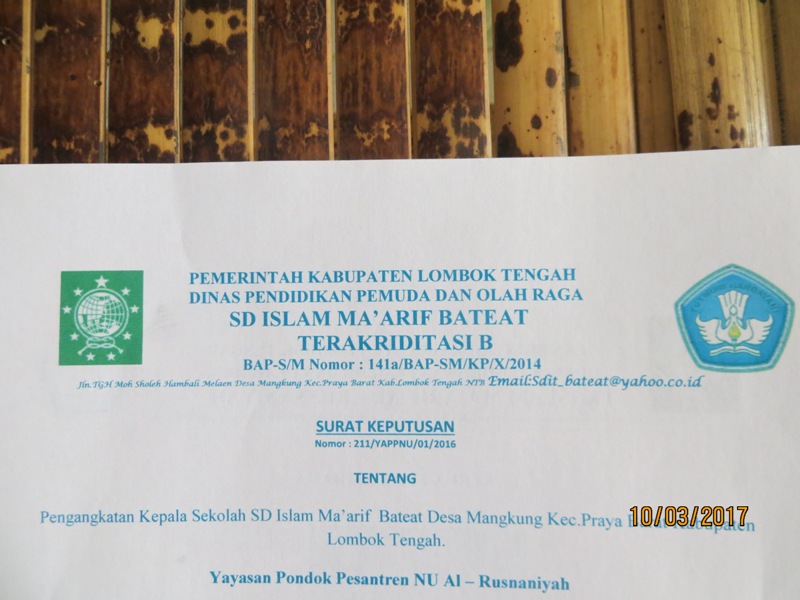 PEMERINTAH KABUPATEN LOMBOK TENGAH
DINAS PENDIDIKAN PEMUDA DAN OLAH RAGA
SD ISLAM MA'ARIF BATEAT
TERAKRIDITASI B
BAP-S/M Nomor : 141a/BAP-SM/KP/X/2014
Jln.TGH Moh Sholeh Hambali Melaen Desa Mangkung Kec.Praya Barat Kab.Lombok Tengah NTB Email:Sdit_bateat@yahoo.co.id
SURAT KEPUTUSAN
Nomor : 211/YAPPNU/01/2016
TENTANG
Pengangkatan Kepala Sekolah SD Islam Ma'arif Bateat Desa Mangkung Kec.Praya Barat Kabupaten
Lombok Tengah.
Yayasan Pondok Pesantren NU Al – Rusnaniyah
10/03/2017